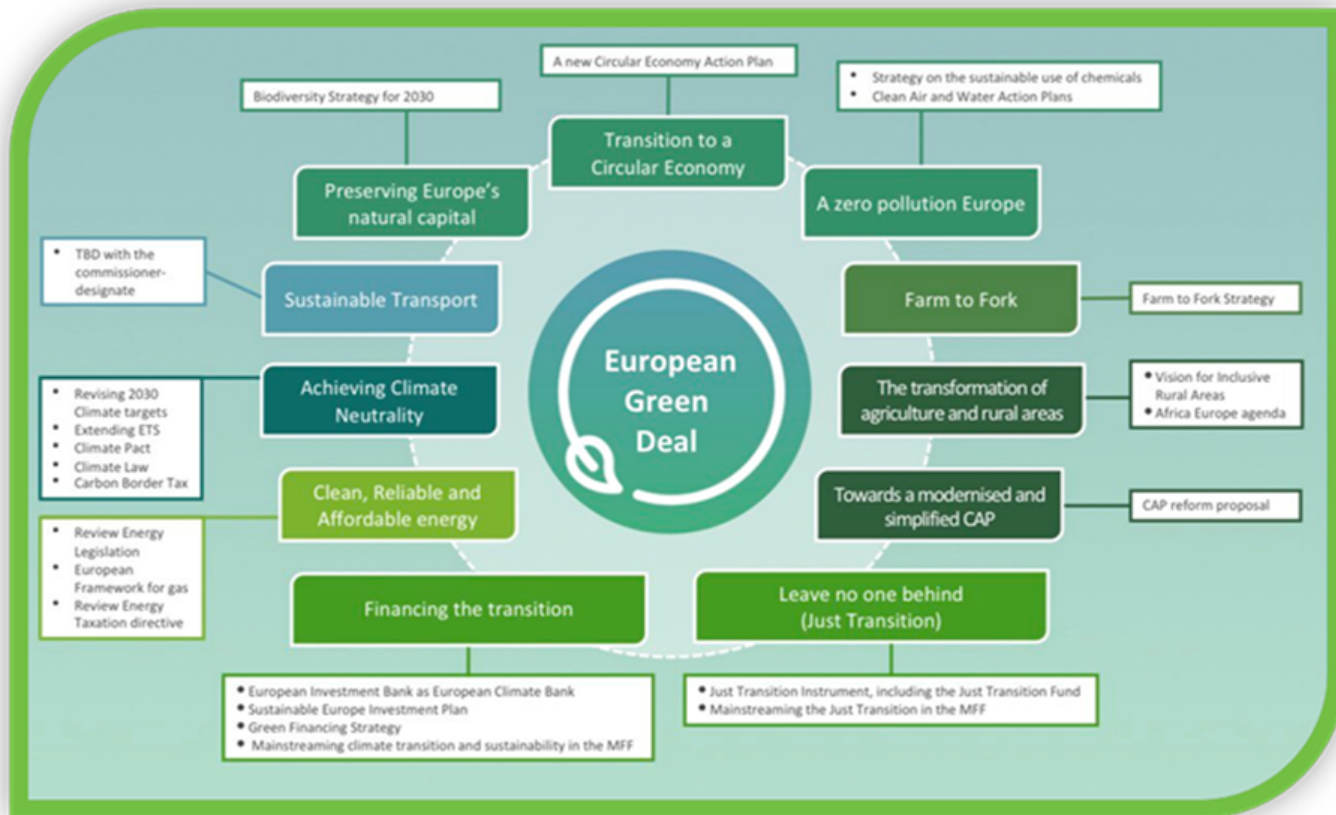 A new Circular Economy Action Plan
• Strategy on the sustainable use of chemicals
• Clean Air and Water Action Plans
Biodiversity Strategy for 2030
Transition to a
Circular Economy
Preserving Europe's
natural capital
A zero pollution Europe
• TBD with the
commissioner-
designate
Sustainable Transport
Farm to Fork
Farm to Fork Strategy
European
Green
Deal
Achieving Climate
Neutrality
• Revising 2030
Climate targets
• Extending ETS
• Climate Pact
• Climate Law
• Carbon Border Tax
The transformation of
agriculture and rural areas
• Vision for Inclusive
Rural Areas
• Africa Europe agenda
Clean, Reliable and
Affordable energy
• Review Energy
Legislation
• European
Framework for gas
• Review Energy
Taxation directive
Towards a modernised and
simplified CAP
CAP reform proposal
Financing the transition
• European Investment Bank as European Climate Bank
• Sustainable Europe Investment Plan
• Green Financing Strategy
• Mainstreaming climate transition and sustainability in the MFF
Leave no one behind
(Just Transition)
• Just Transition Instrument, including the Just Transition Fund
• Mainstreaming the Just Transition in the MFF